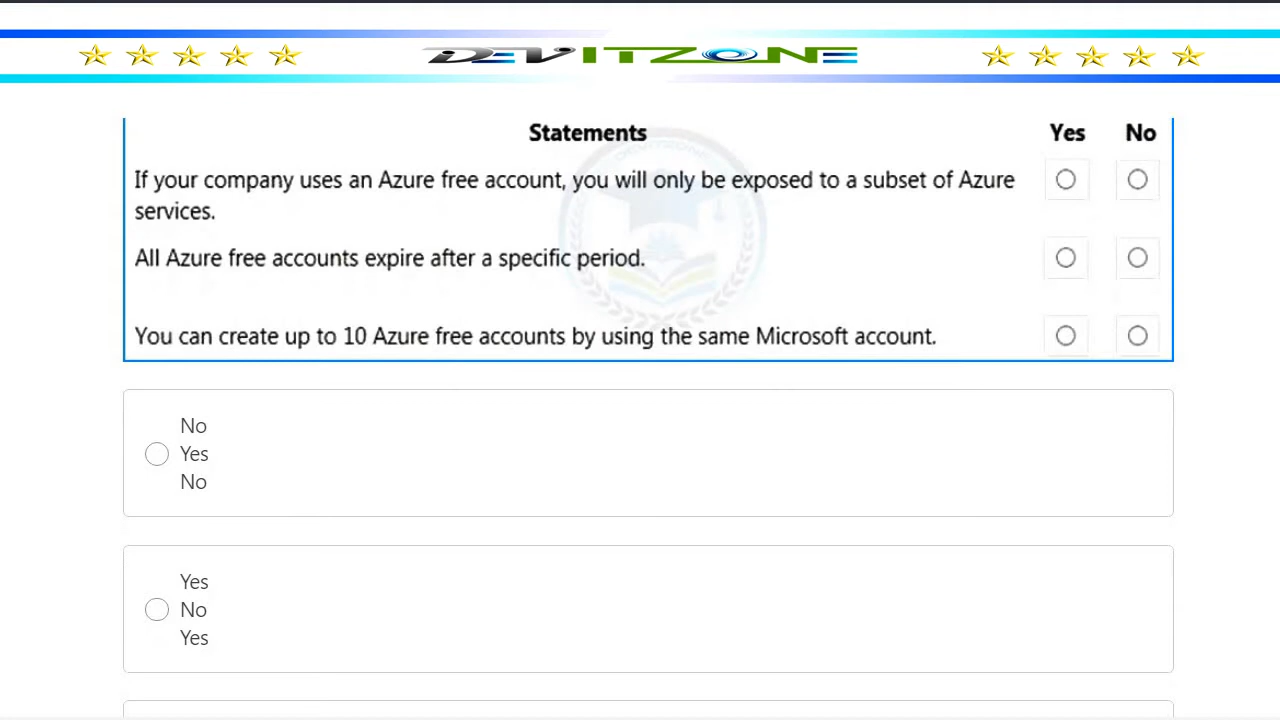 DEVITZONE
Statements Yes No
If your company uses an Azure free account, you will only be exposed to a subset of Azure
services.
All Azure free accounts expire after a specific period.
You can create up to 10 Azure free accounts by using the same Microsoft account.
No
Yes
No
Yes
No
Yes